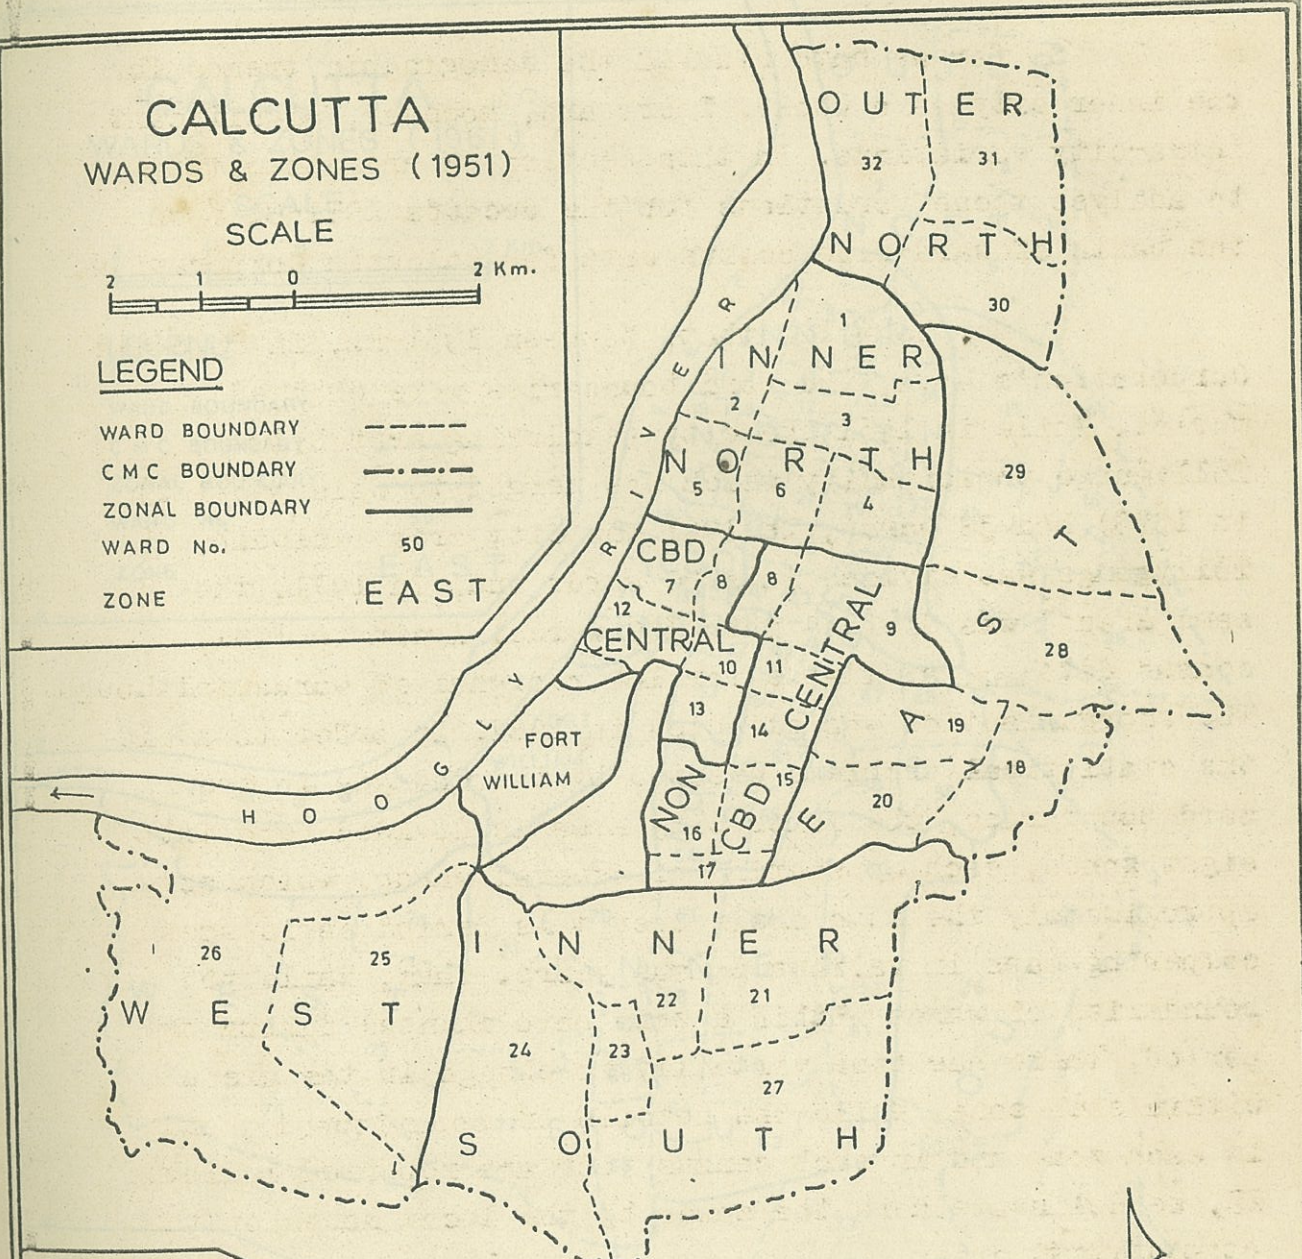 CALCUTTA
WARDS & ZONES (1951)
SCALE
2 1 0 2 Km.
LEGEND
WARD BOUNDARY
CMC BOUNDARY
ZONAL BOUNDARY
WARD No. 50
ZONE EAST
OUTER
32 31
NORTH
30
1
INNER
2
3
NORTH
5 6 4
29
CBD
7 8 8
12
CENTRAL
9
28
10 11
CENTRAL
13
14
19
18
EAST
FORT
WILLIAM
NON
CBD
15
20
16
17
RIVER
HOOGLY
26 25
WEST
INNER
22 21
24 23
27
SOUTH